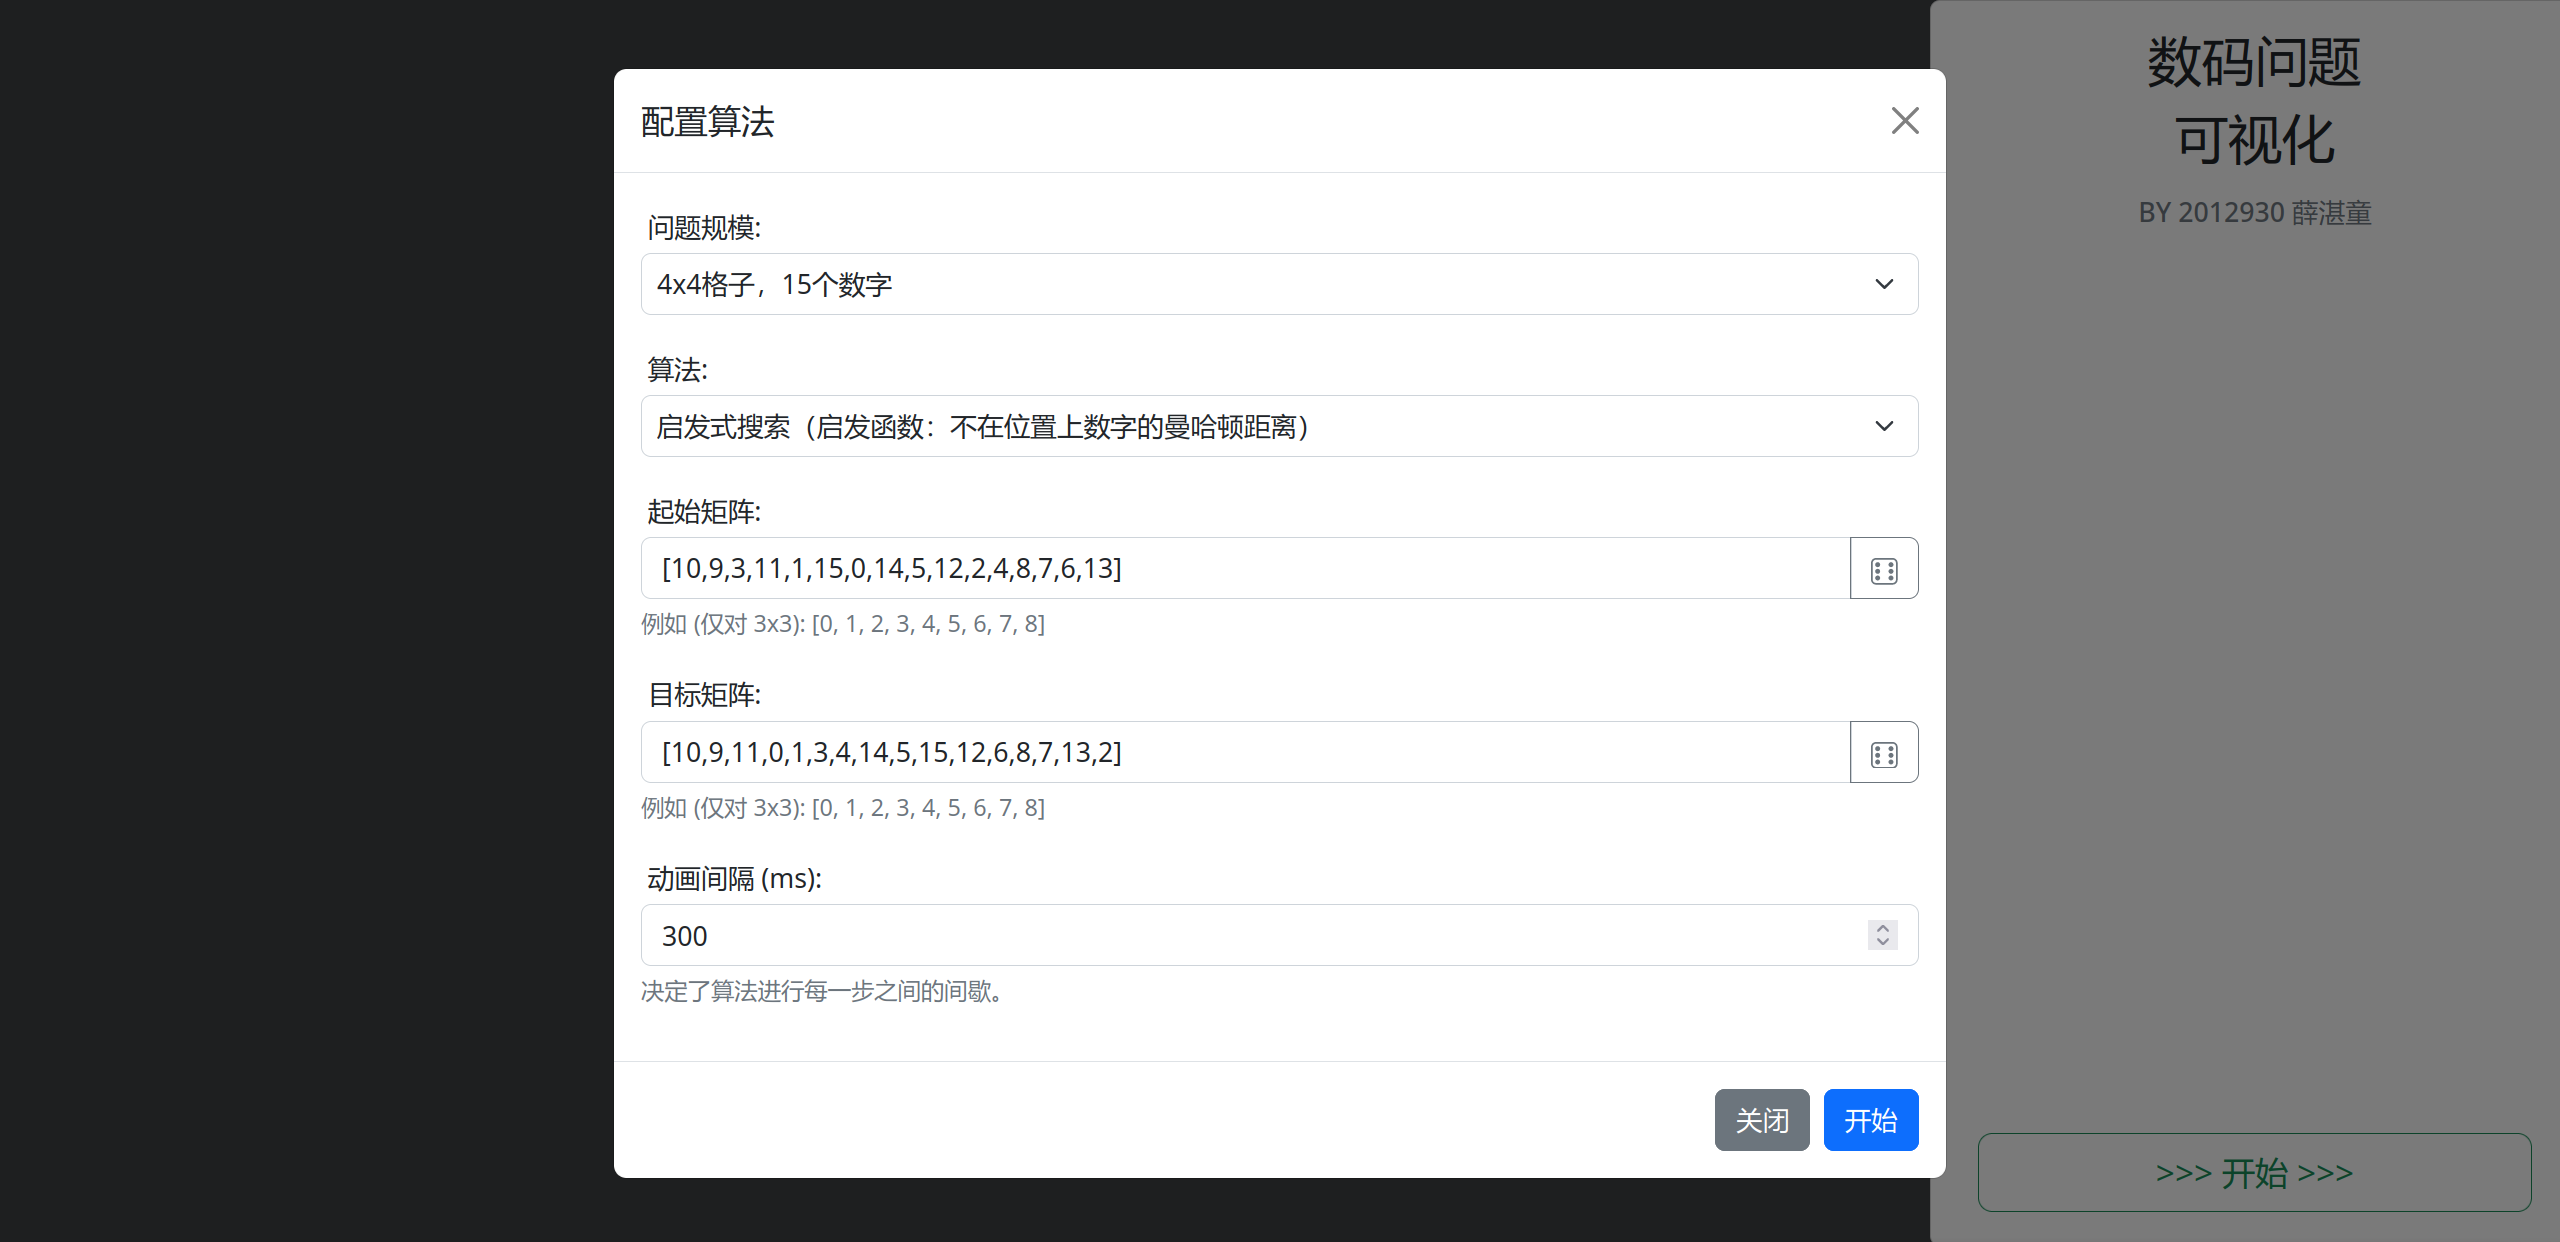 数码问题
可视化
BY 2012930 薛湛童
配置算法
问题规模:
4x4格子，15个数字
算法:
启发式搜索（启发函数：不在位置上数字的曼哈顿距离）
起始矩阵:
[10,9,3,11,1,15,0,14,5,12,2,4,8,7,6,13]
例如 (仅对 3x3): [0, 1, 2, 3, 4, 5, 6, 7, 8]
目标矩阵:
[10,9,11,0,1,3,4,14,5,15,12,6,8,7,13,2]
例如 (仅对 3x3): [0, 1, 2, 3, 4, 5, 6, 7, 8]
动画间隔 (ms):
300
决定了算法进行每一步之间的间歇。
关闭
开始
>>> 开始 >>>